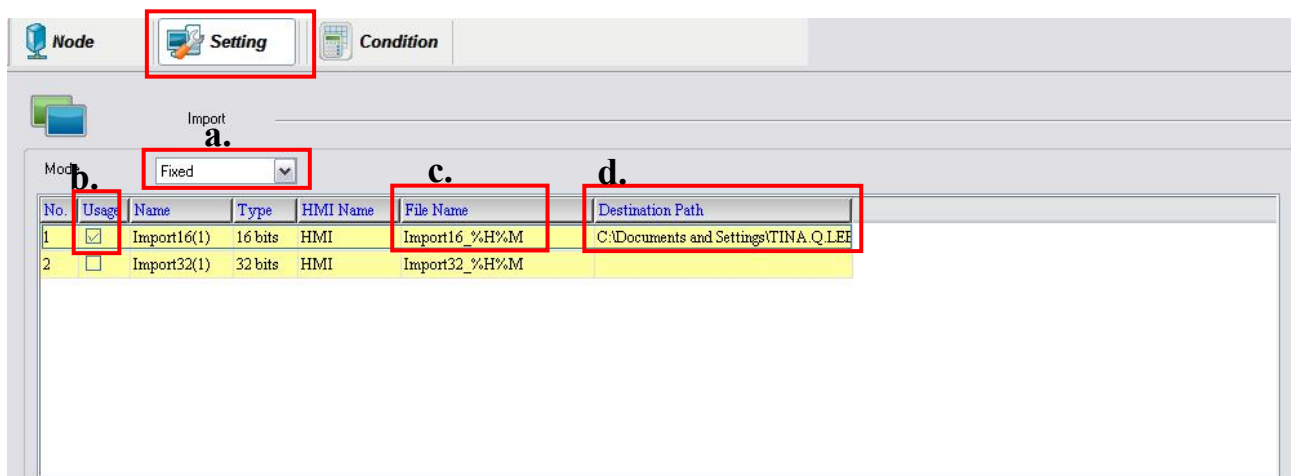 Node Setting Condition
Import
a.
Mode Fixed
b. c. d.
No. Usage Name Type HMI Name File Name Destination Path
1 Import16(1) 16 bits HMI Import16_%H%M C:\Documents and Settings\TINA.Q.LEE
2 Import32(1) 32 bits HMI Import32_%H%M